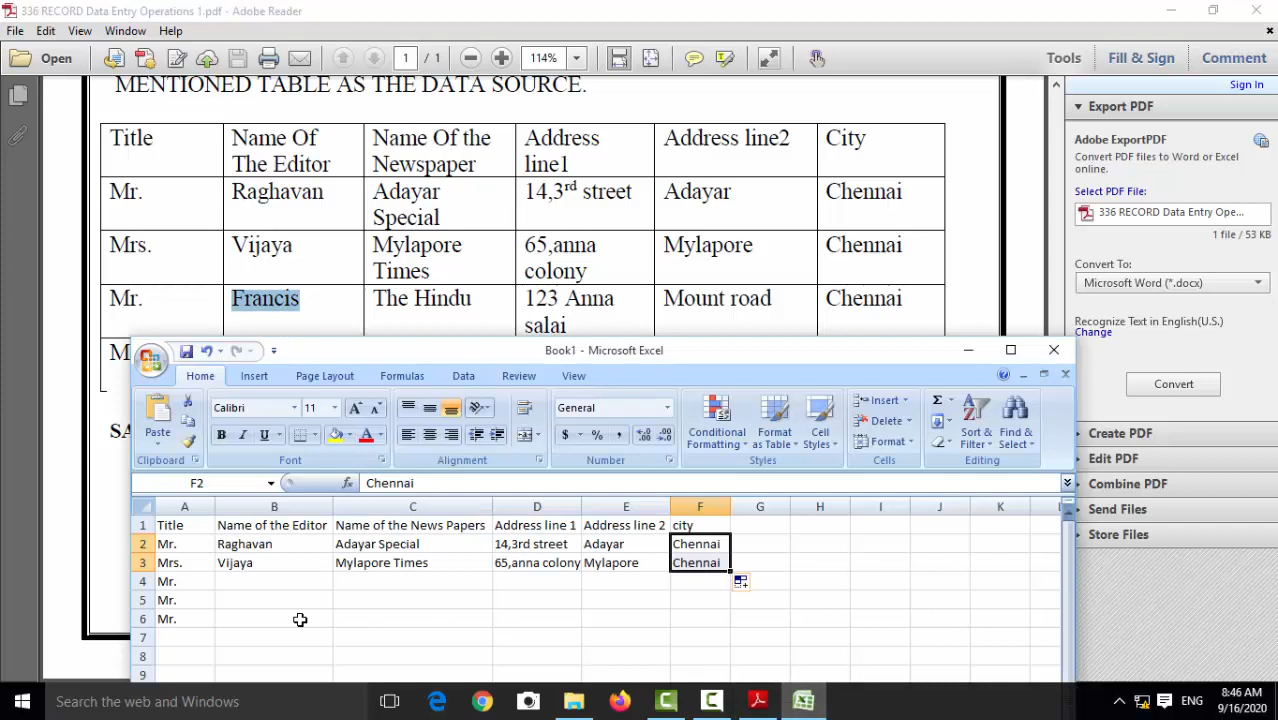 336 RECORD Data Entry Operations 1.pdf - Adobe Reader
File Edit View Window Help
Open 1 / 1 114% Tools Fill & Sign Comment
MENTIONED TABLE AS THE DATA SOURCE.
Title Name Of The Editor Name Of the Newspaper Address line1 Address line2 City
Mr. Raghavan Adayar Special 14,3rd street Adayar Chennai
Mrs. Vijaya Mylapore Times 65,anna colony Mylapore Chennai
Mr. Francis The Hindu 123 Anna salai Mount road Chennai
M
SA
Sign In
Export PDF
Adobe ExportPDF
Convert PDF files to Word or Excel
online.
Select PDF File:
336 RECORD Data Entry Ope...
1 file / 53 KB
Convert To:
Microsoft Word (*.docx)
Recognize Text in English(U.S.)
Change
Convert
Create PDF
Edit PDF
Combine PDF
Send Files
Store Files
Book1 - Microsoft Excel
Home Insert Page Layout Formulas Data Review View
Paste
Calibri 11
B I U
General
$ % ,
Conditional Formatting
Format as Table
Cell Styles
Insert
Delete
Format
Sort & Filter
Find & Select
Clipboard Font Alignment Number Styles Cells Editing
F2 fx Chennai
A B C D E F G H I J K L
1 Title Name of the Editor Name of the News Papers Address line 1 Address line 2 city
2 Mr. Raghavan Adayar Special 14,3rd street Adayar Chennai
3 Mrs. Vijaya Mylapore Times 65,anna colony Mylapore Chennai
4 Mr.
5 Mr.
6 Mr.
7
8
9
Search the web and Windows
ENG
8:46 AM
9/16/2020